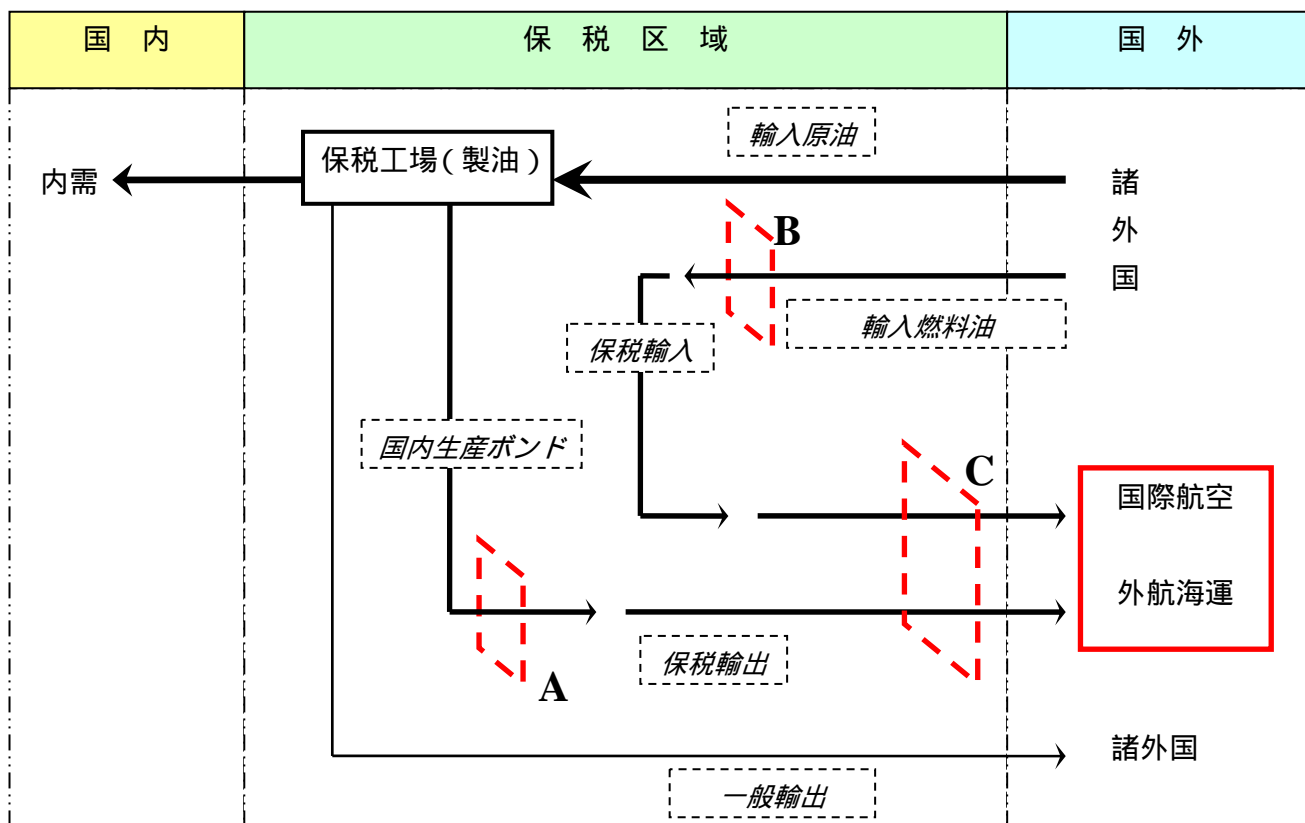 国 内
保 税 区 域
国 外
輸入原油
保税工場(製油)
内需
諸
外
国
B
輸入燃料油
保税輸入
国内生産ボンド
C
国際航空
外航海運
保税輸出
A
諸外国
一般輸出